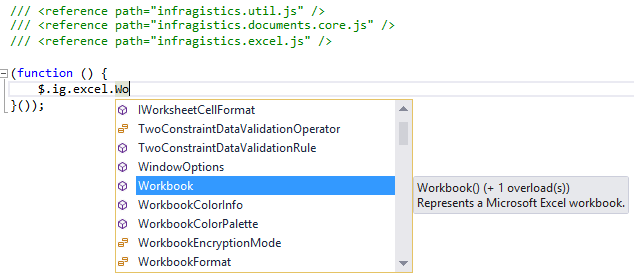 /// <reference path="infragistics.util.js" />
/// <reference path="infragistics.documents.core.js" />
/// <reference path="infragistics.excel.js" />
(function () {
$.ig.excel.Wo
}());
IWorksheetCellFormat
TwoConstraintDataValidationOperator
TwoConstraintDataValidationRule
WindowOptions
Workbook
WorkbookColorInfo
WorkbookColorPalette
WorkbookEncryptionMode
WorkbookFormat
Workbook() (+ 1 overload(s))
Represents a Microsoft Excel workbook.